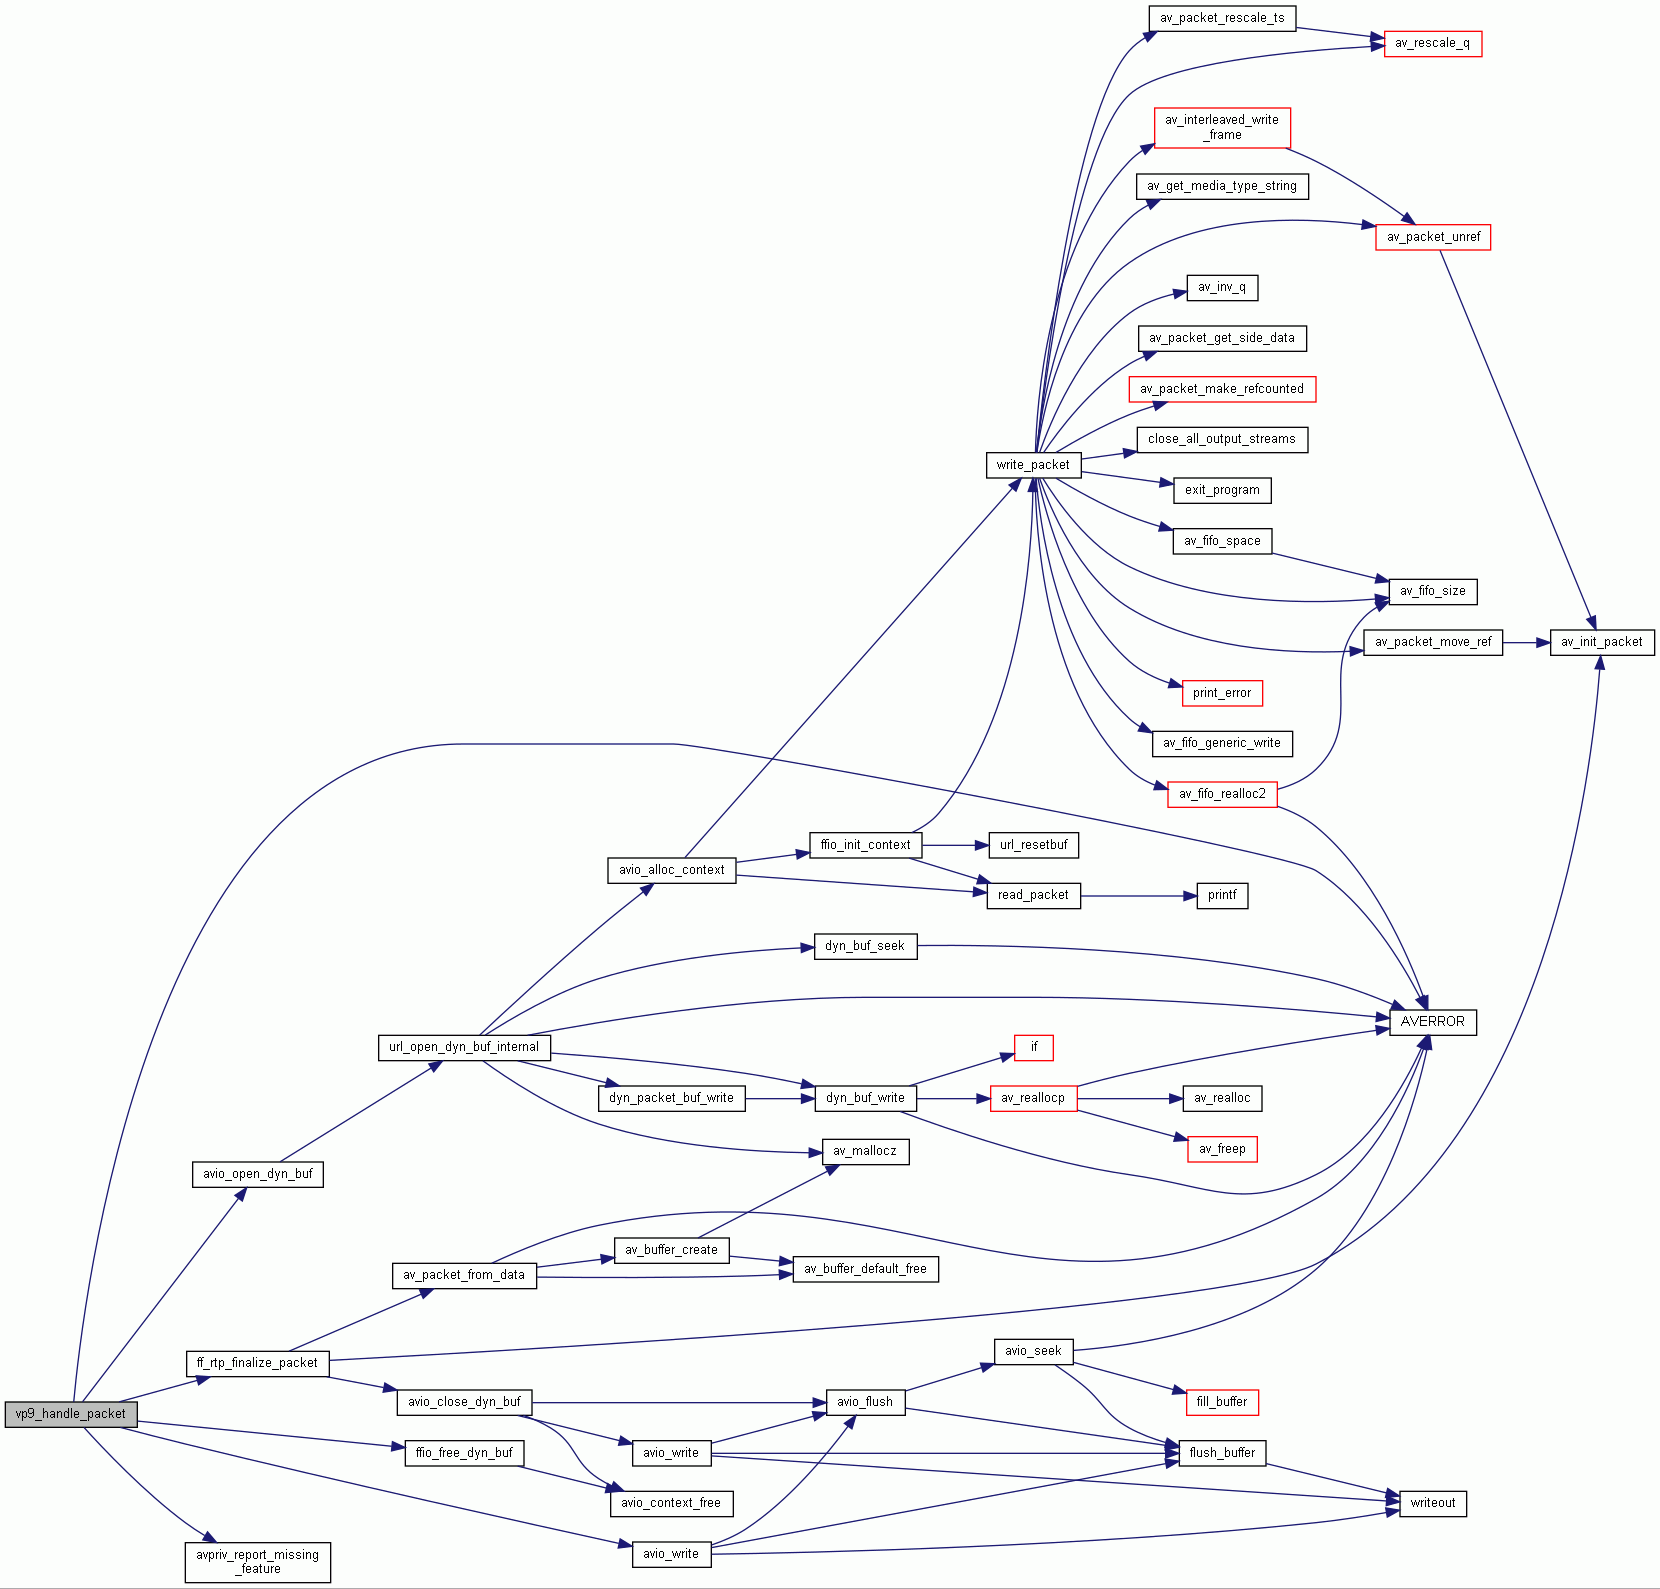 av_packet_rescale_ts
av_rescale_q
av_interleaved_write
_frame
av_get_media_type_string
av_packet_unref
av_inv_q
av_packet_get_side_data
av_packet_make_refcounted
close_all_output_streams
write_packet
exit_program
av_fifo_space
av_fifo_size
av_packet_move_ref
av_init_packet
print_error
av_fifo_generic_write
av_fifo_realloc2
ffio_init_context
url_resetbuf
avio_alloc_context
read_packet
printf
dyn_buf_seek
AVERROR
url_open_dyn_buf_internal
if
dyn_packet_buf_write
dyn_buf_write
av_reallocp
av_realloc
av_mallocz
av_freep
avio_open_dyn_buf
av_buffer_create
av_packet_from_data
av_buffer_default_free
avio_seek
ff_rtp_finalize_packet
avio_close_dyn_buf
avio_flush
fill_buffer
vp9_handle_packet
ffio_free_dyn_buf
avio_write
flush_buffer
avio_context_free
writeout
avio_write
avpriv_report_missing
_feature